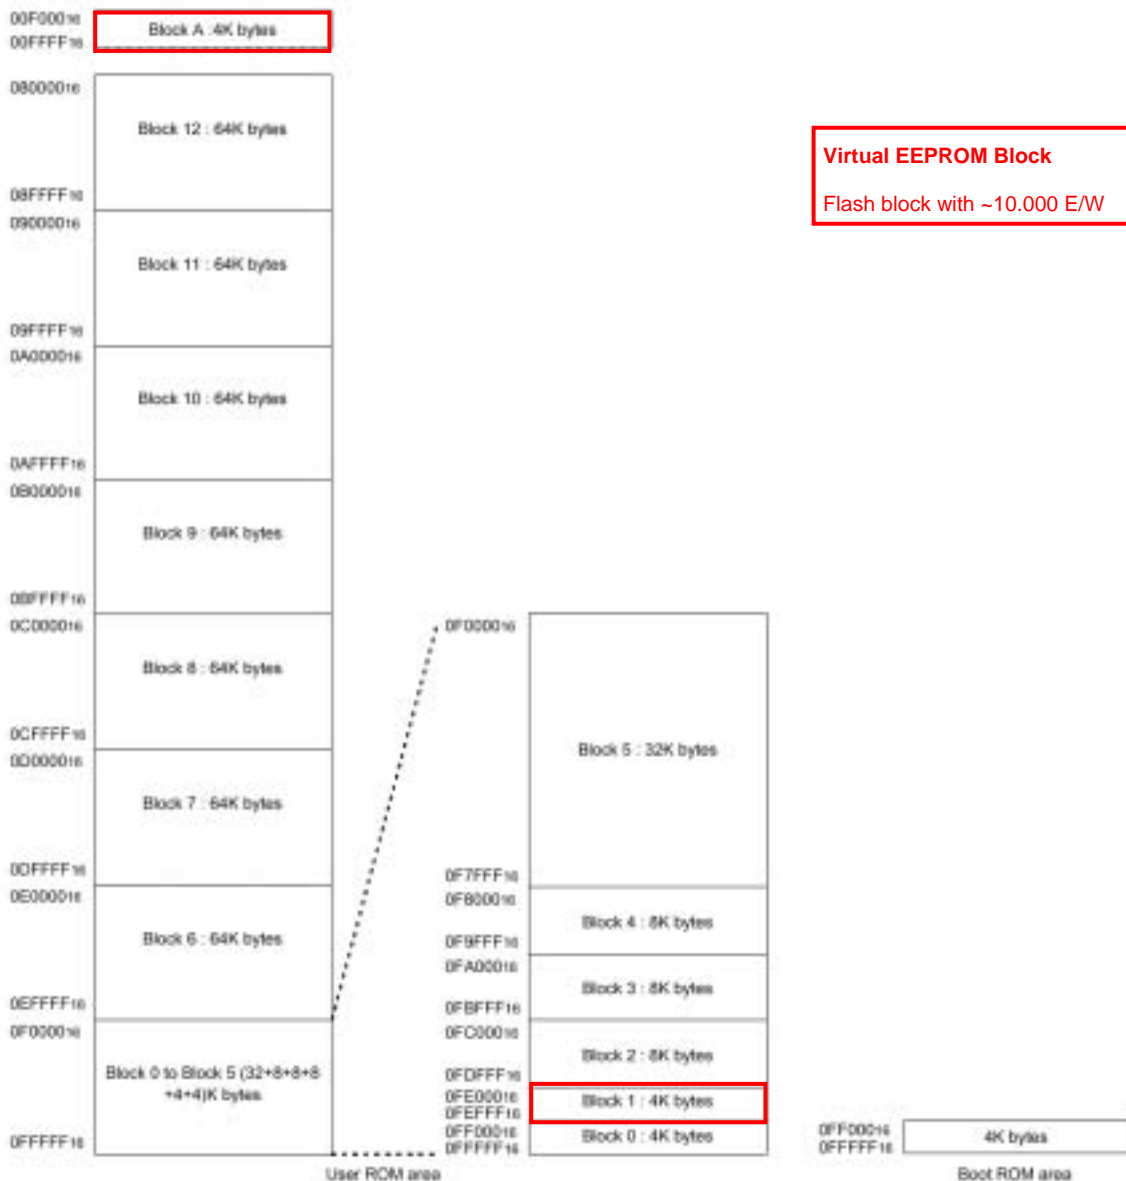 00F00016
00FFFF16
Block A :4K bytes
08000016
Block 12 : 64K bytes
08FFFF16
09000016
Block 11 : 64K bytes
09FFFF16
0A000016
Block 10 : 64K bytes
0AFFFF16
0B000016
Block 9 : 64K bytes
0BFFFF16
0C000016
Block 8 : 64K bytes
0CFFFF16
0D000016
Block 7 : 64K bytes
0DFFFF16
0E000016
Block 6 : 64K bytes
0EFFFF16
0F000016
Block 0 to Block 5 (32+8+8+8
+4+4)K bytes
0FFFFF16
User ROM area
0F000016
Block 5 : 32K bytes
0F7FFF16
0F800016
Block 4 : 8K bytes
0F9FFF16
0FA00016
Block 3 : 8K bytes
0FBFFF16
0FC00016
Block 2 : 8K bytes
0FDFFF16
0FE00016
Block 1 : 4K bytes
0FEFFF16
0FF00016
Block 0 : 4K bytes
0FFFFF16
Virtual EEPROM Block
Flash block with ~10.000 E/W
0FF00016
4K bytes
0FFFFF16
Boot ROM area